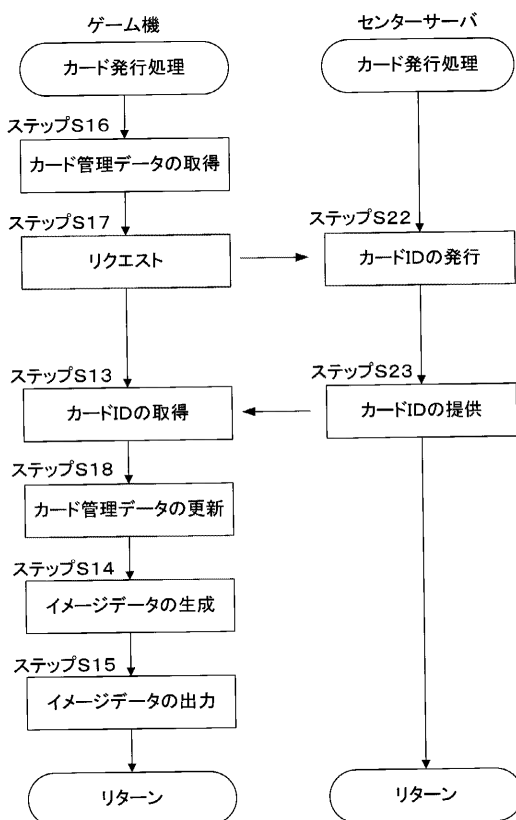 ゲーム機
センターサーバ
カード発行処理
カード発行処理
ステップS16
カード管理データの取得
ステップS17
リクエスト
ステップS22
カードIDの発行
ステップS13
カードIDの取得
ステップS23
カードIDの提供
ステップS18
カード管理データの更新
ステップS14
イメージデータの生成
ステップS15
イメージデータの出力
リターン
リターン